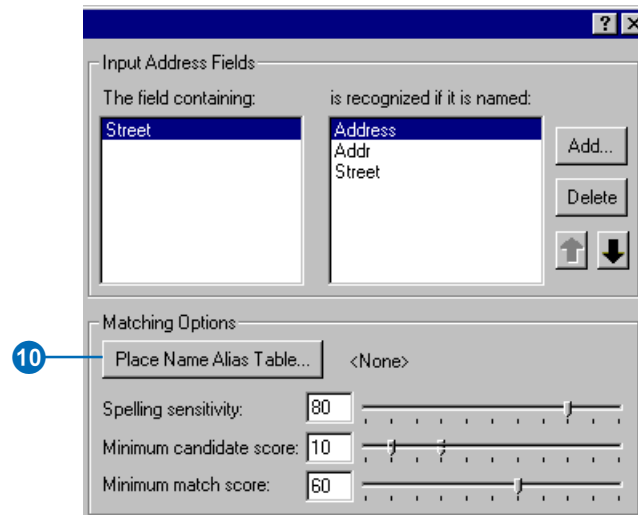 ? X
Input Address Fields
The field containing: is recognized if it is named:
Street
Address
Addr
Street
Add...
Delete
Matching Options
10 Place Name Alias Table... <None>
Spelling sensitivity: 80
Minimum candidate score: 10
Minimum match score: 60